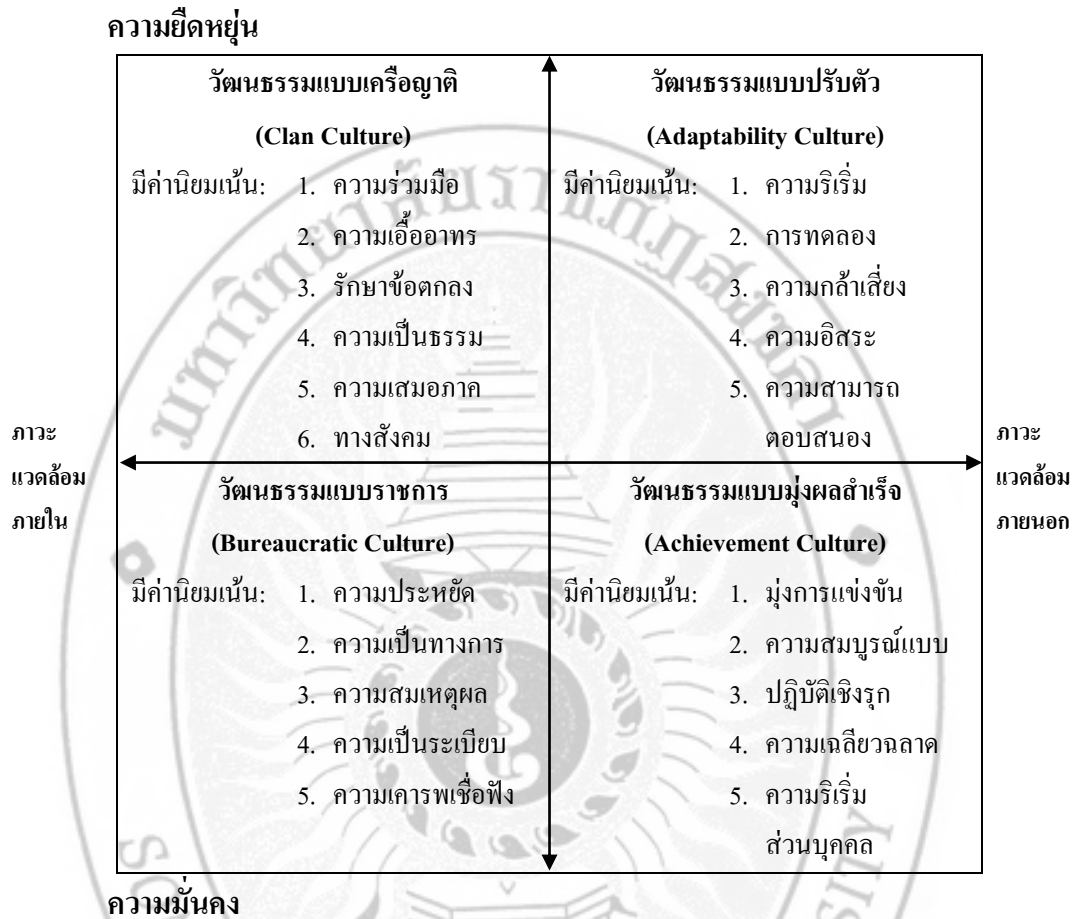 ความยืดหยุ่น
วัฒนธรรมแบบเครือญาติ
(Clan Culture)
มีค่านิยมเน้น: 1. ความร่วมมือ
2. ความเอื้ออาทร
3. รักษาข้อตกลง
4. ความเป็นธรรม
5. ความเสมอภาค
6. ทางสังคม
วัฒนธรรมแบบปรับตัว
(Adaptability Culture)
มีค่านิยมเน้น: 1. ความริเริ่ม
2. การทดลอง
3. ความกล้าเสี่ยง
4. ความอิสระ
5. ความสามารถ
ตอบสนอง
ภาวะ
แวดล้อม
ภายใน
ภาวะ
แวดล้อม
ภายนอก
วัฒนธรรมแบบราชการ
(Bureaucratic Culture)
มีค่านิยมเน้น: 1. ความประหยัด
2. ความเป็นทางการ
3. ความสมเหตุผล
4. ความเป็นระเบียบ
5. ความเคารพเชื่อฟัง
วัฒนธรรมแบบมุ่งผลสำเร็จ
(Achievement Culture)
มีค่านิยมเน้น: 1. มุ่งการแข่งขัน
2. ความสมบูรณ์แบบ
3. ปฏิบัติเชิงรุก
4. ความเฉลียวฉลาด
5. ความริเริ่ม
ส่วนบุคคล
ความมั่นคง
มหาวิทยาลัยราชภัฏสงขลา